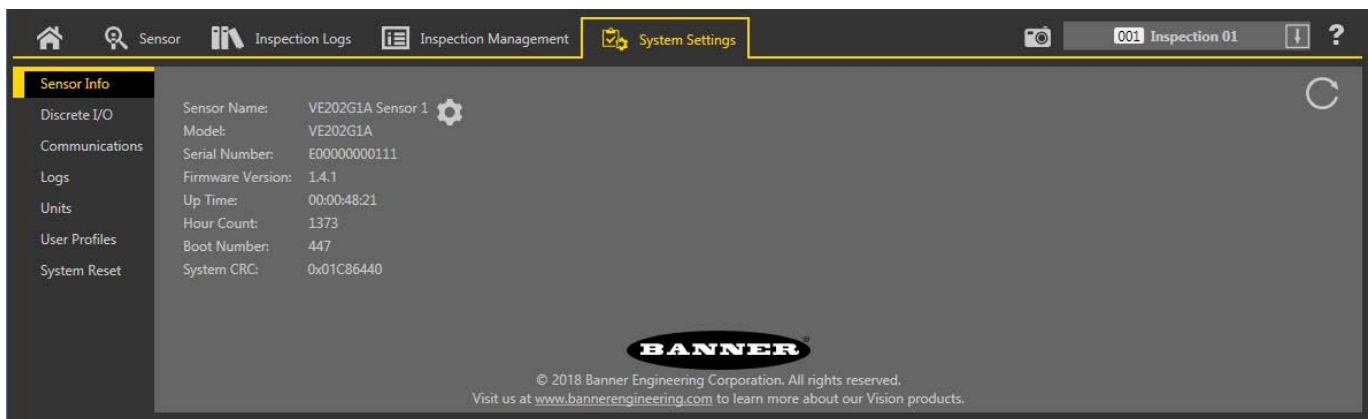 Sensor
Inspection Logs
Inspection Management
System Settings
001 Inspection 01
?
Sensor Info
Discrete I/O
Communications
Logs
Units
User Profiles
System Reset
Sensor Name: VE202G1A Sensor 1
Model: VE202G1A
Serial Number: E00000000111
Firmware Version: 1.4.1
Up Time: 00:00:48:21
Hour Count: 1373
Boot Number: 447
System CRC: 0x01C86440
BANNER
© 2018 Banner Engineering Corporation. All rights reserved.
Visit us at www.bannerengineering.com to learn more about our Vision products.